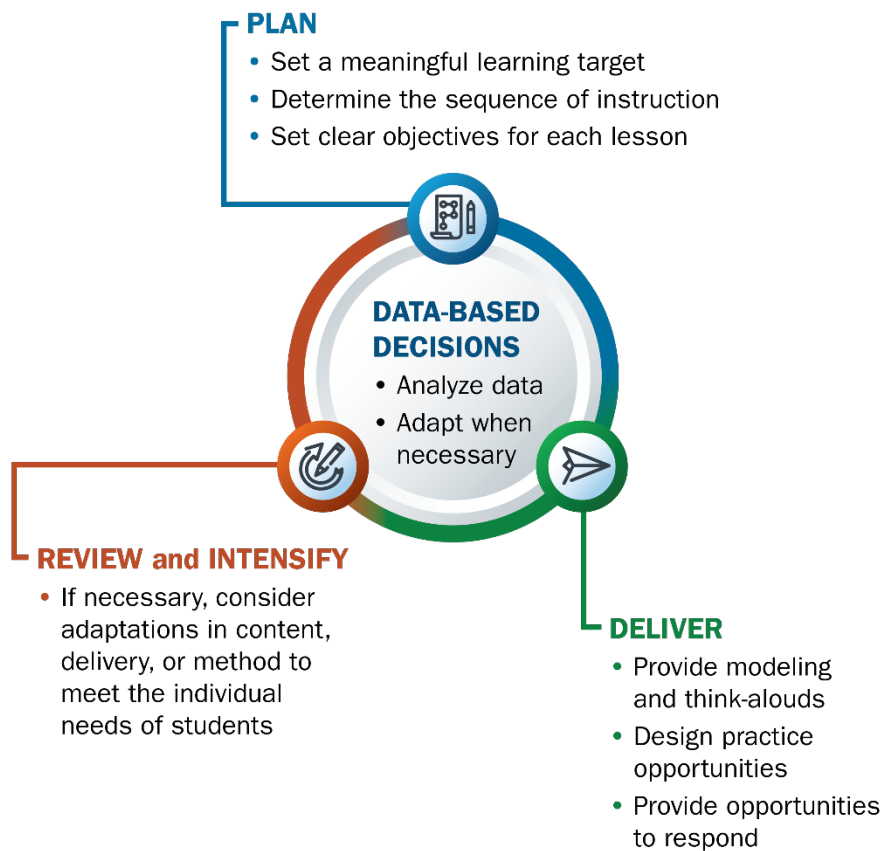 PLAN
• Set a meaningful learning target
• Determine the sequence of instruction
• Set clear objectives for each lesson
DATA-BASED
DECISIONS
• Analyze data
• Adapt when
necessary
REVIEW and INTENSIFY
• If necessary, consider
adaptations in content,
delivery, or method to
meet the individual
needs of students
DELIVER
• Provide modeling
and think-alouds
• Design practice
opportunities
• Provide opportunities
to respond